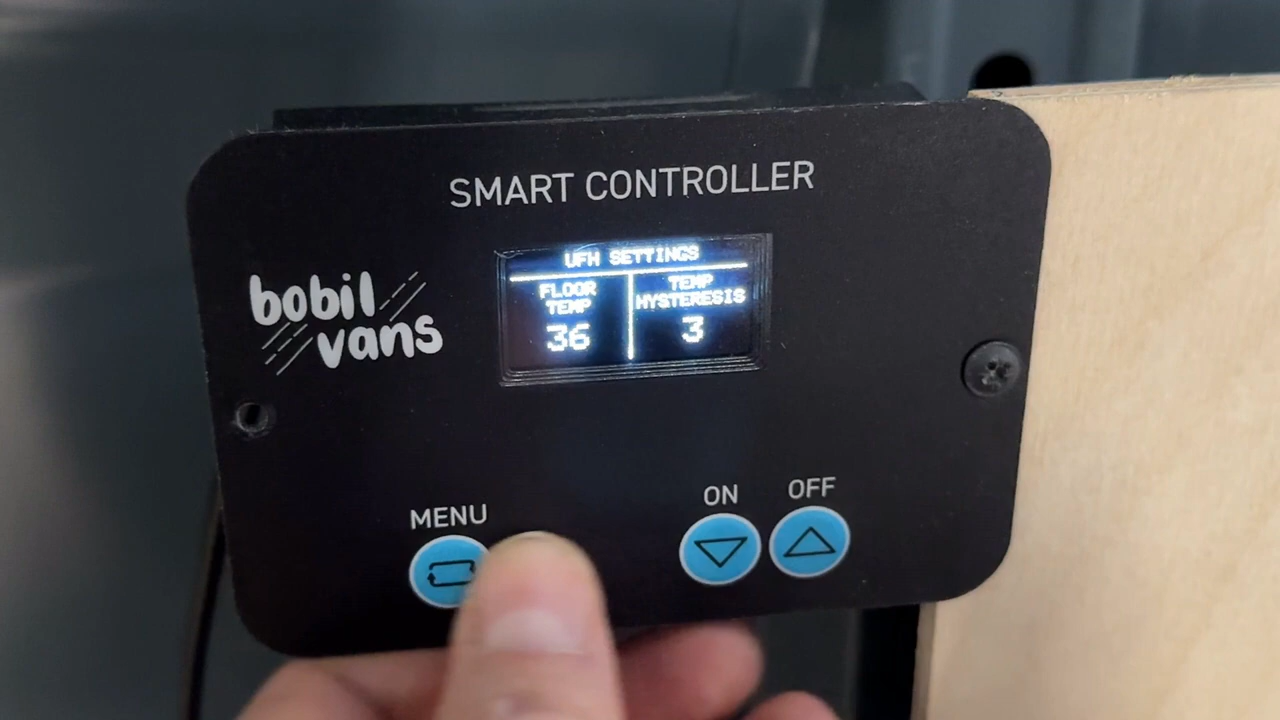 SMART CONTROLLER
UFH SETTINGS
FLOOR
TEMP
36
TEMP
HYSTERESIS
3
bobil
vans
MENU
ON
OFF